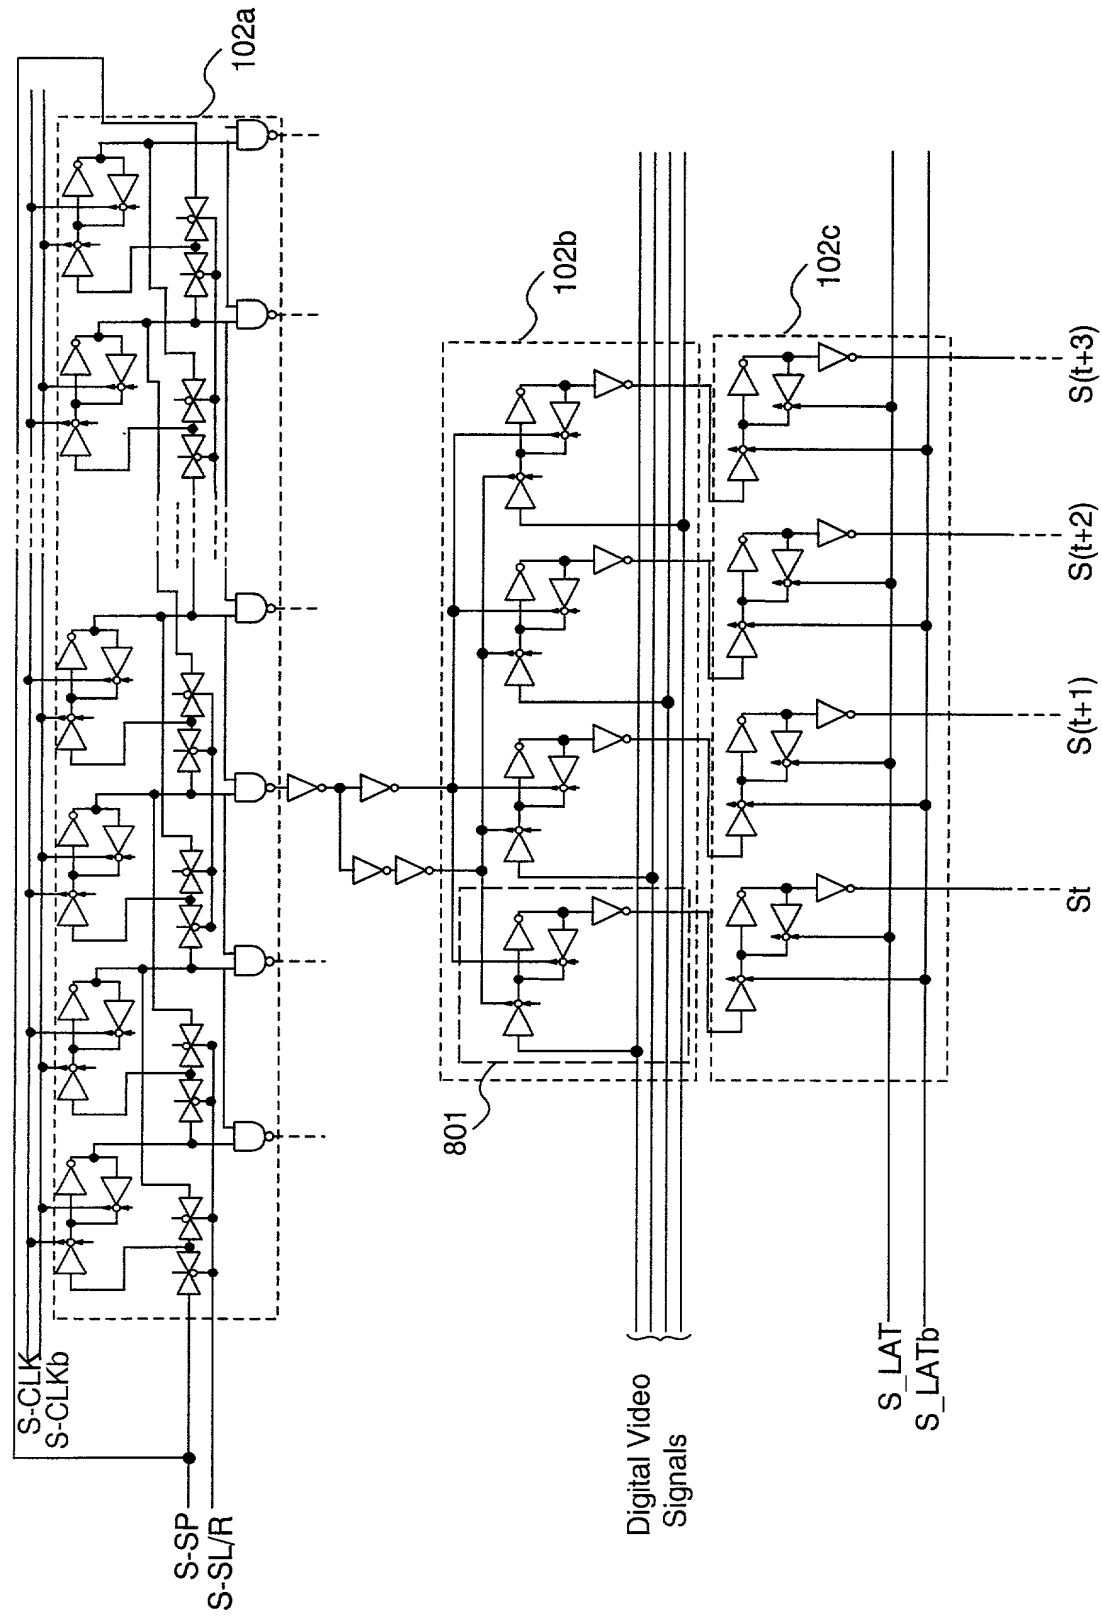 S-CLK
S-CLKb
S-SP
S-SL/R
102a
102b
801
Digital Video
Signals
102c
S_LAT
S_LATb
St
S(t+1)
S(t+2)
S(t+3)